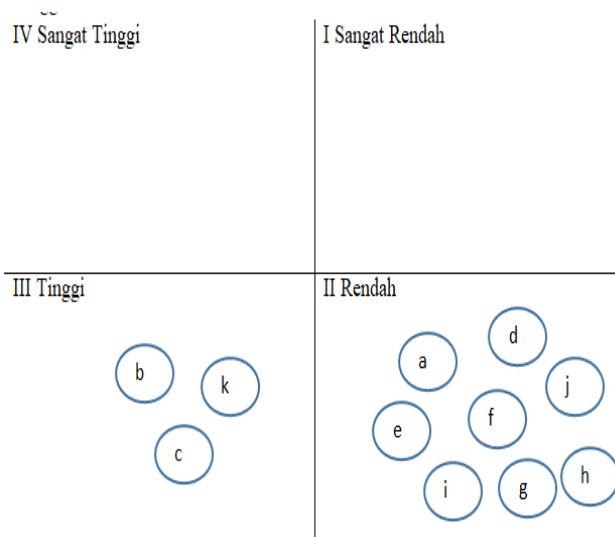 IV Sangat Tinggi
I Sangat Rendah
III Tinggi
b
k
c
II Rendah
d
a
j
f
e
h
g
i